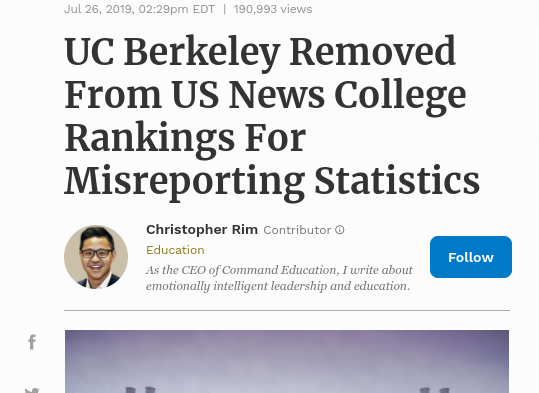 Jul 26, 2019, 02:29pm EDT | 190,993 views
UC Berkeley Removed
From US News College
Rankings For
Misreporting Statistics
Christopher Rim Contributor ⓘ
Education
As the CEO of Command Education, I write about
emotionally intelligent leadership and education.
Follow